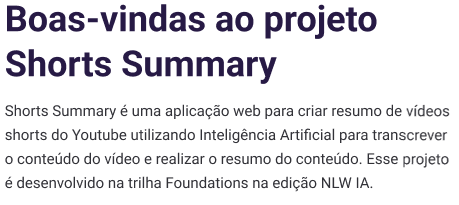 Boas-vindas ao projeto
Shorts Summary
Shorts Summary é uma aplicação web para criar resumo de vídeos
shorts do Youtube utilizando Inteligência Artificial para transcrever
o conteúdo do vídeo e realizar o resumo do conteúdo. Esse projeto
é desenvolvido na trilha Foundations na edição NLW IA.